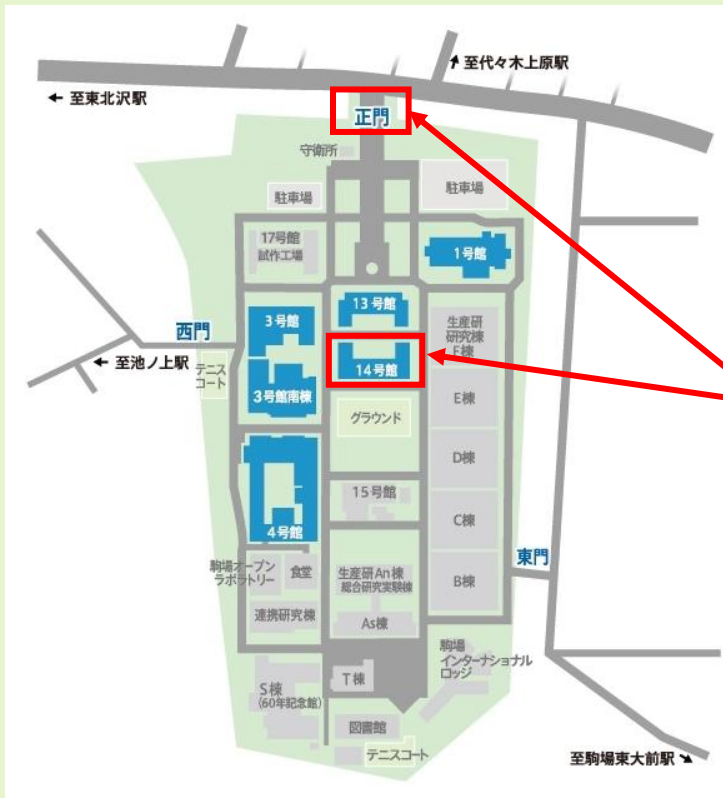 至代々木上原駅
至東北沢駅
正門
守衛所
駐車場
駐車場
17号館
試作工場
1号館
13号館
3号館
西門
生産研
研究棟
F棟
14号館
至池ノ上駅
テニス
コート
3号館南棟
グラウンド
E棟
D棟
15号館
C棟
4号館
東門
駒場オープン
ラボラトリー
食堂
生産研An棟
総合研究実験棟
B棟
連携研究棟
As棟
駒場
インターナショナル
ロッジ
T棟
S棟
(60年記念館)
図書館
テニスコート
至駒場東大前駅